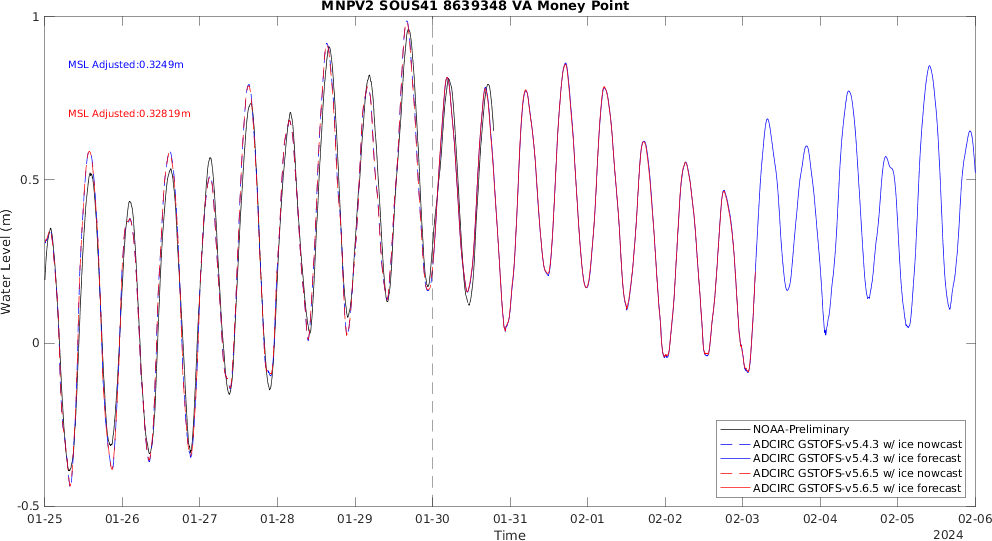 MNPV2 SOUS41 8639348 VA Money Point
MSL Adjusted:0.3249m
MSL Adjusted:0.32819m
Water Level (m)
1
0.5
0
-0.5
NOAA-Preliminary
ADCIRC GSTOFS-v5.4.3 w/ ice nowcast
ADCIRC GSTOFS-v5.4.3 w/ ice forecast
ADCIRC GSTOFS-v5.6.5 w/ ice nowcast
ADCIRC GSTOFS-v5.6.5 w/ ice forecast
01-25 01-26 01-27 01-28 01-29 01-30 01-31 02-01 02-02 02-03 02-04 02-05 02-06
Time
2024